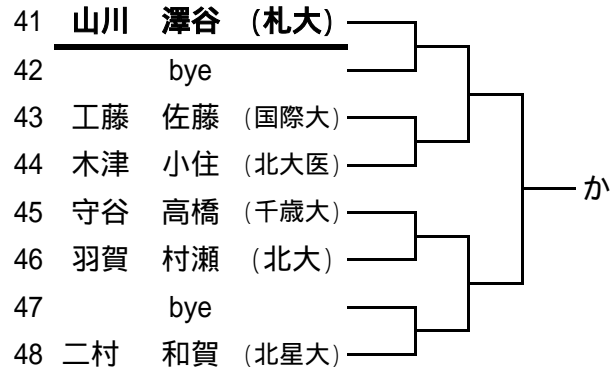 41 山川 澤谷 (札大)
42 bye
43 工藤 佐藤 (国際大)
44 木津 小住 (北大医)
45 守谷 高橋 (千歳大)
か
46 羽賀 村瀬 (北大)
47 bye
48 二村 和賀 (北星大)